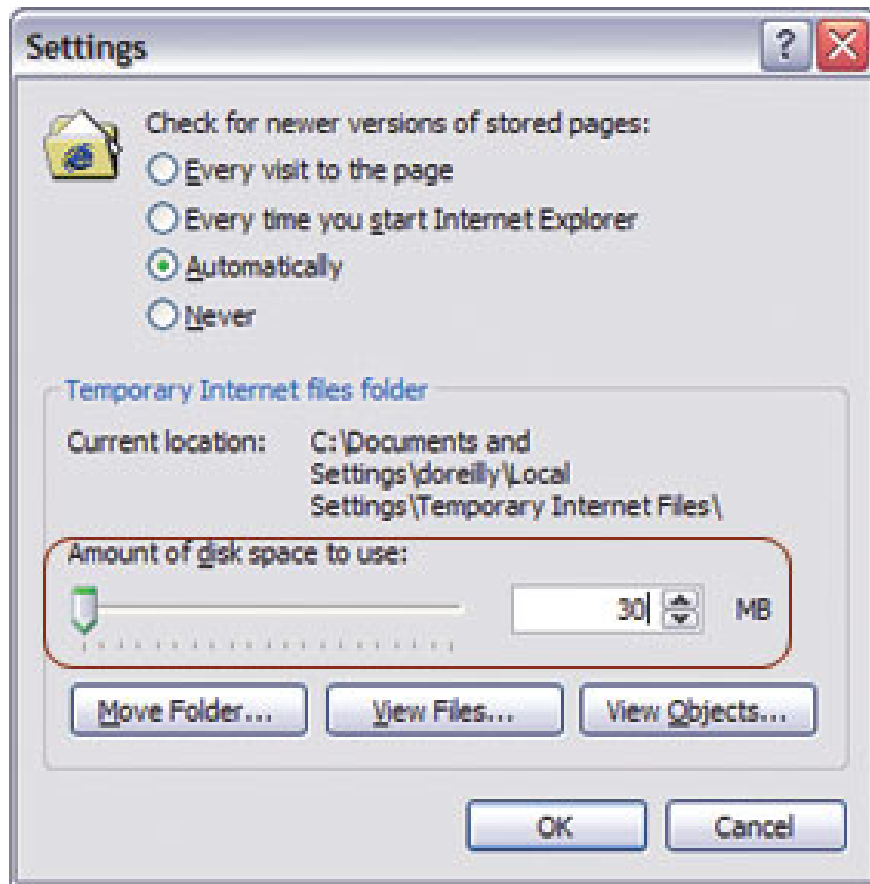 Settings
Check for newer versions of stored pages:
Every visit to the page
Every time you start Internet Explorer
Automatically
Never
Temporary Internet files folder
Current location: C:\Documents and
Settings\doreilly\Local
Settings\Temporary Internet Files\
Amount of disk space to use:
30 MB
Move Folder... View Files... View Objects...
OK Cancel